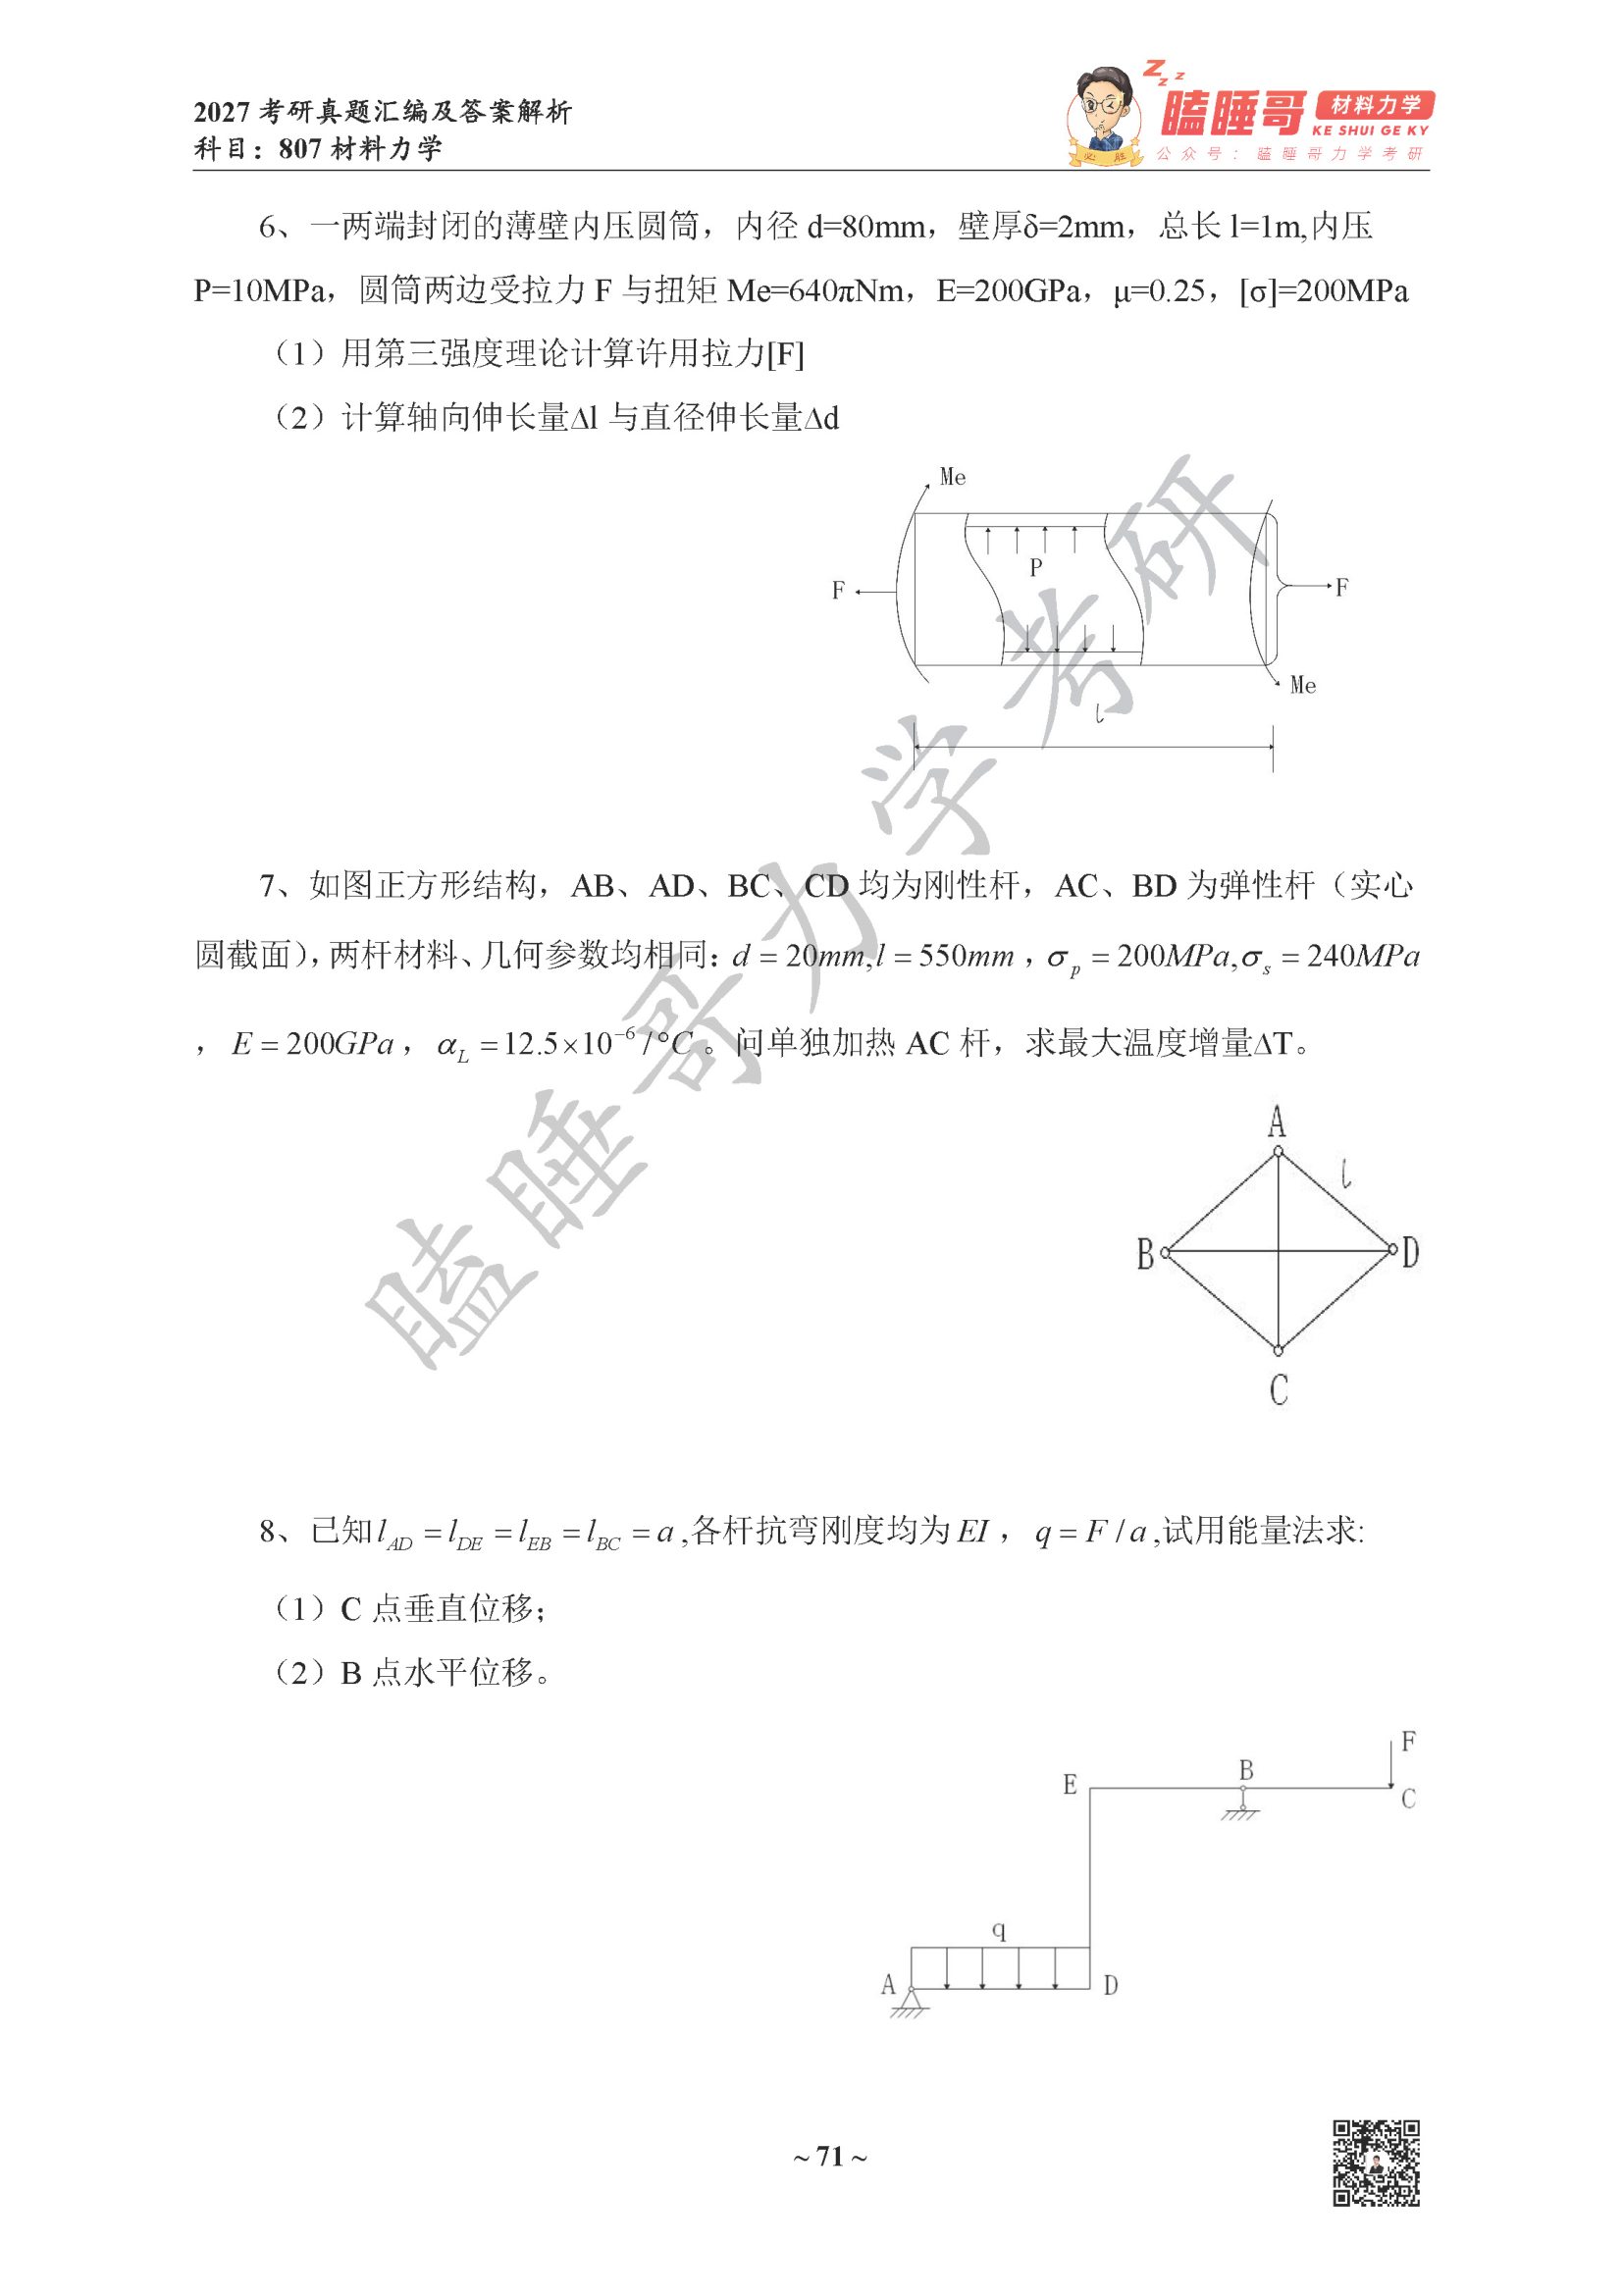 2027 考研真题汇编及答案解析
科目：807 材料力学
瞌睡哥 材料力学
KE SHUI GE KY
公众号：瞌睡哥力学考研
必胜
6、一两端封闭的薄壁内压圆筒，内径 d=80mm，壁厚δ=2mm，总长 l=1m,内压
P=10MPa，圆筒两边受拉力 F 与扭矩 Me=640πNm，E=200GPa，μ=0.25，[σ]=200MPa
（1）用第三强度理论计算许用拉力[F]
（2）计算轴向伸长量Δl 与直径伸长量Δd
Me
P
F
F
Me
l
7、如图正方形结构，AB、AD、BC、CD 均为刚性杆，AC、BD 为弹性杆（实心
圆截面），两杆材料、几何参数均相同：d = 20mm,l = 550mm，σ_p = 200MPa,σ_s = 240MPa
，E = 200GPa，α_L = 12.5×10⁻⁶/°C。问单独加热 AC 杆，求最大温度增量ΔT。
A
l
B
D
C
8、已知 l_AD = l_DE = l_EB = l_BC = a ,各杆抗弯刚度均为 EI，q = F / a ,试用能量法求:
（1）C 点垂直位移；
（2）B 点水平位移。
F
B
E
C
q
A
D
瞌睡哥力学考研
~ 71 ~